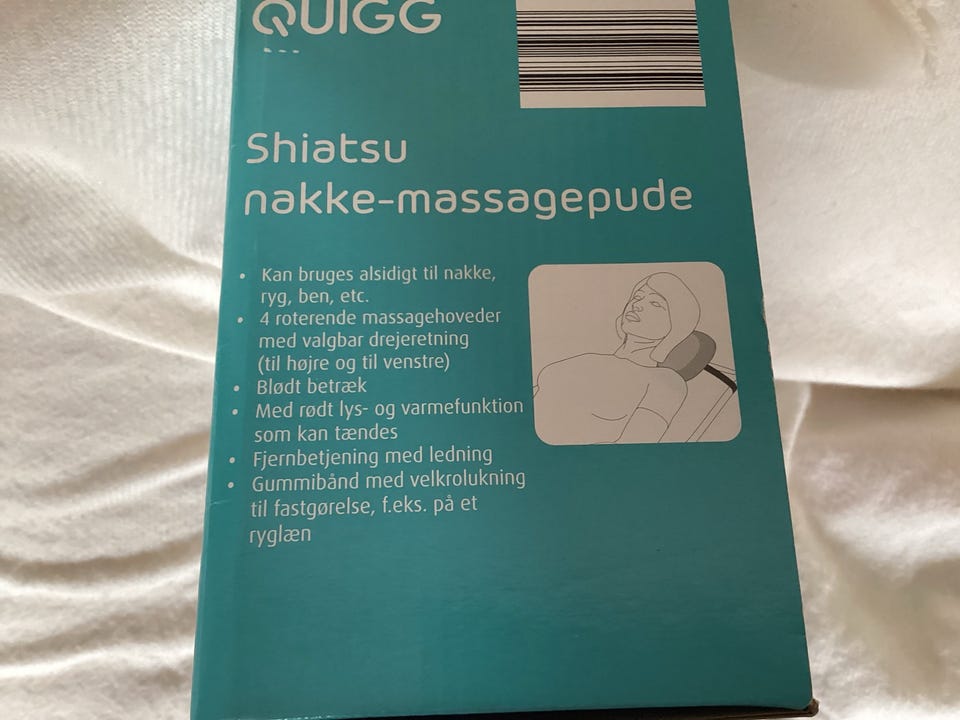 QUIGG
Shiatsu
nakke-massagepude
• Kan bruges alsidigt til nakke,
ryg, ben, etc.
• 4 roterende massagehoveder
med valgbar drejeretning
(til højre og til venstre)
• Blødt betræk
• Med rødt lys- og varmefunktion
som kan tændes
• Fjernbetjening med ledning
• Gummibånd med velkrolukning
til fastgørelse, f.eks. på et
ryglæn